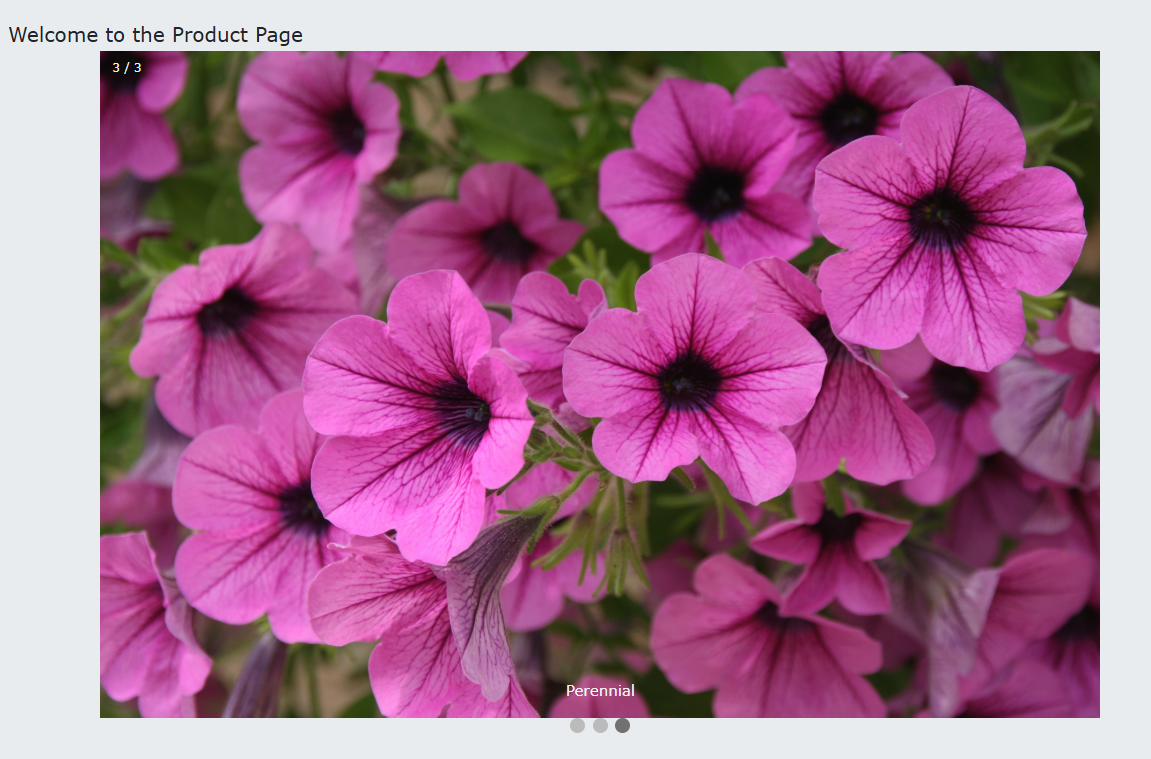 Welcome to the Product Page
3 / 3
Perennial